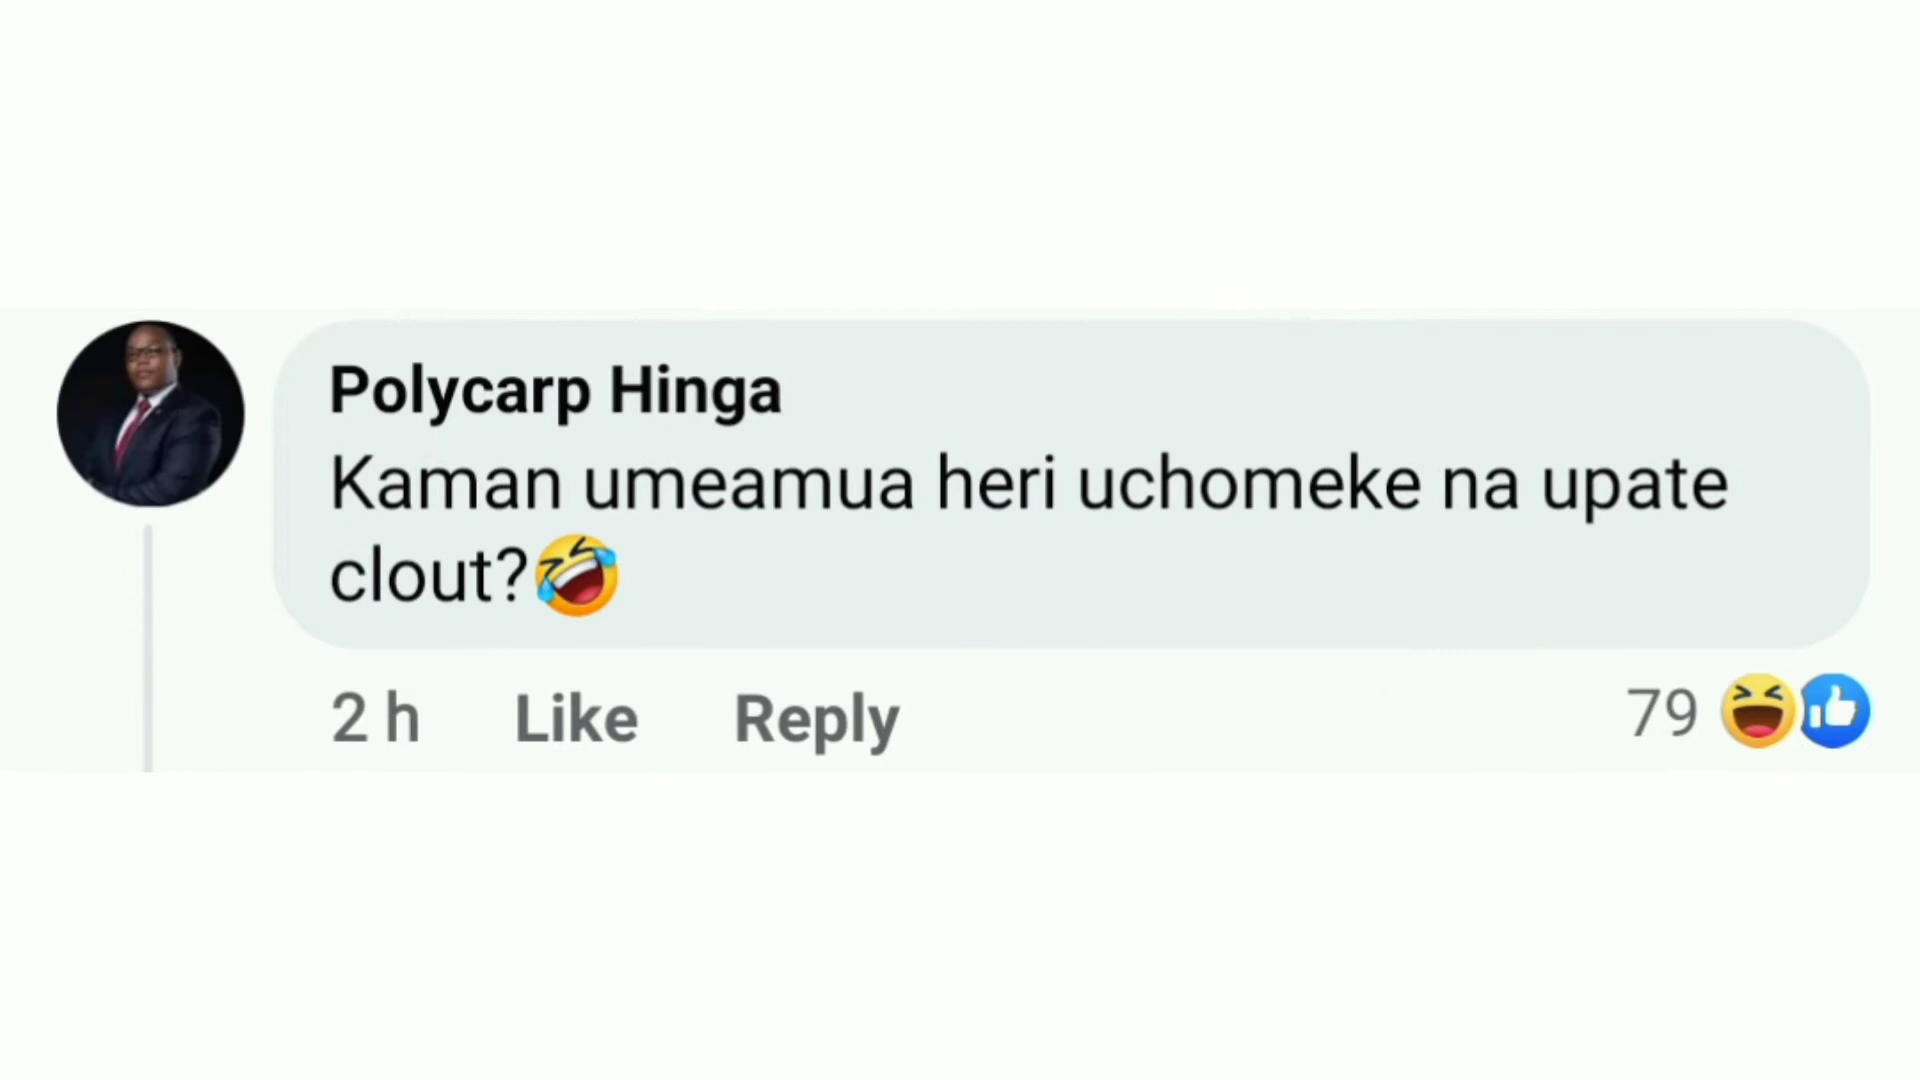 Polycarp Hinga
Kaman umeamua heri uchomeke na upate
clout?🤣
2 h Like Reply 79